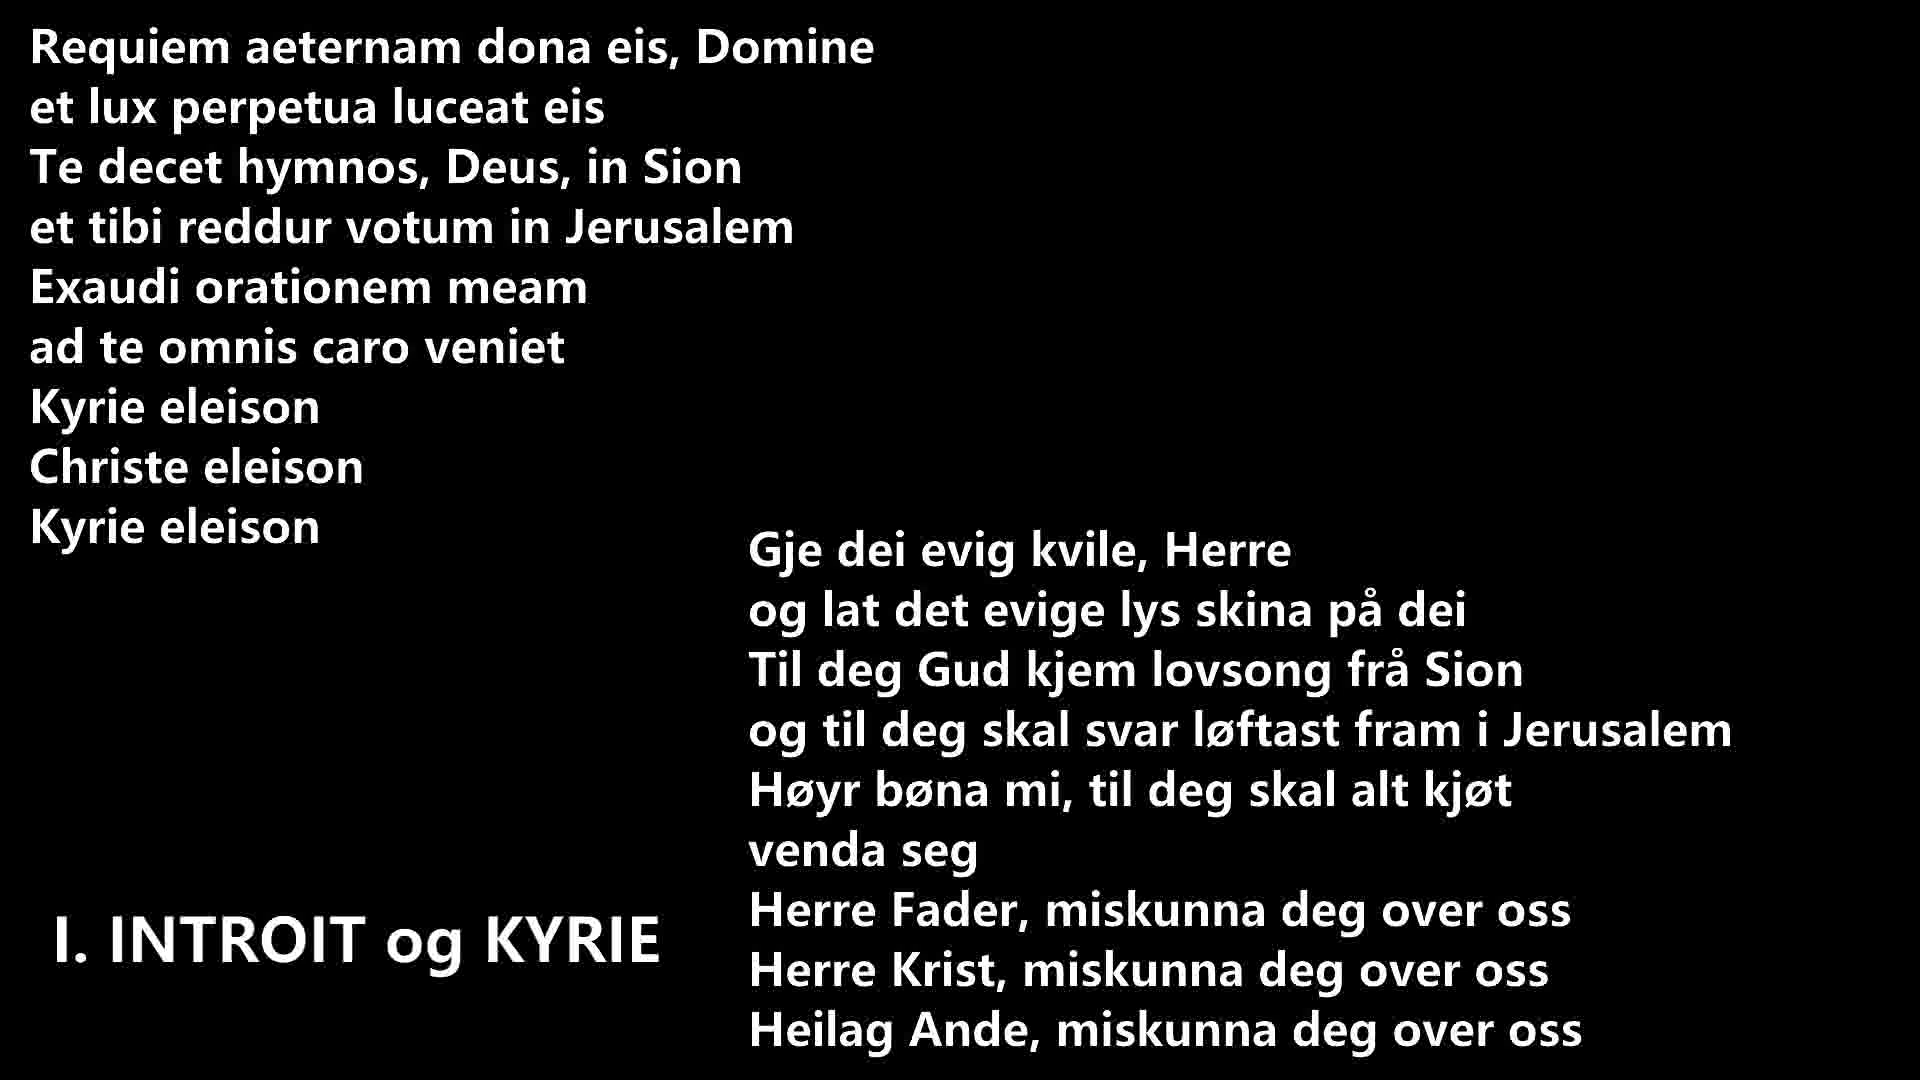 Requiem aeternam dona eis, Domine
et lux perpetua luceat eis
Te decet hymnos, Deus, in Sion
et tibi reddur votum in Jerusalem
Exaudi orationem meam
ad te omnis caro veniet
Kyrie eleison
Christe eleison
Kyrie eleison
Gje dei evig kvile, Herre
og lat det evige lys skina på dei
Til deg Gud kjem lovsong frå Sion
og til deg skal svar løftast fram i Jerusalem
Høyr bøna mi, til deg skal alt kjøt
venda seg
Herre Fader, miskunna deg over oss
Herre Krist, miskunna deg over oss
Heilag Ande, miskunna deg over oss
I. INTROIT og KYRIE